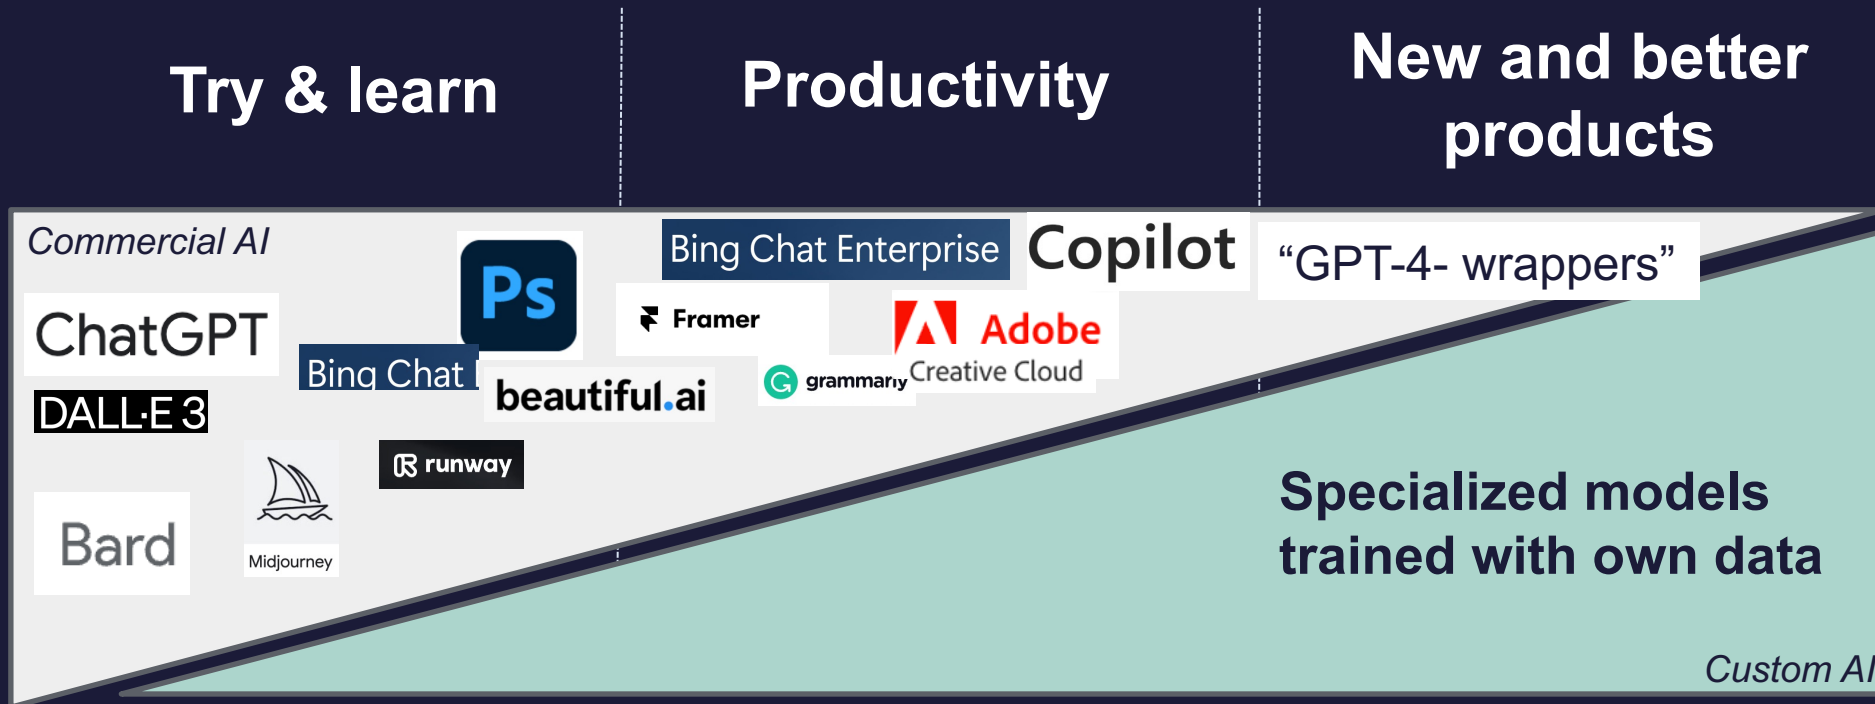 Try & learn
Productivity
New and better
products
Commercial AI
Ps
Bing Chat Enterprise
Copilot
“GPT-4- wrappers”
ChatGPT
Framer
Adobe
Creative Cloud
Bing Chat
beautiful.ai
grammarly
DALL·E 3
runway
Bard
Midjourney
Specialized models
trained with own data
Custom AI